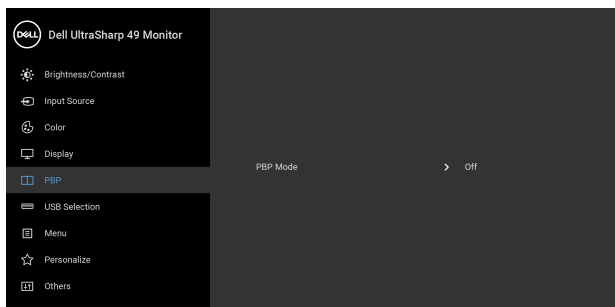 DELL Dell UltraSharp 49 Monitor
Brightness/Contrast
Input Source
Color
Display
PBP
USB Selection
Menu
Personalize
Others
PBP Mode Off